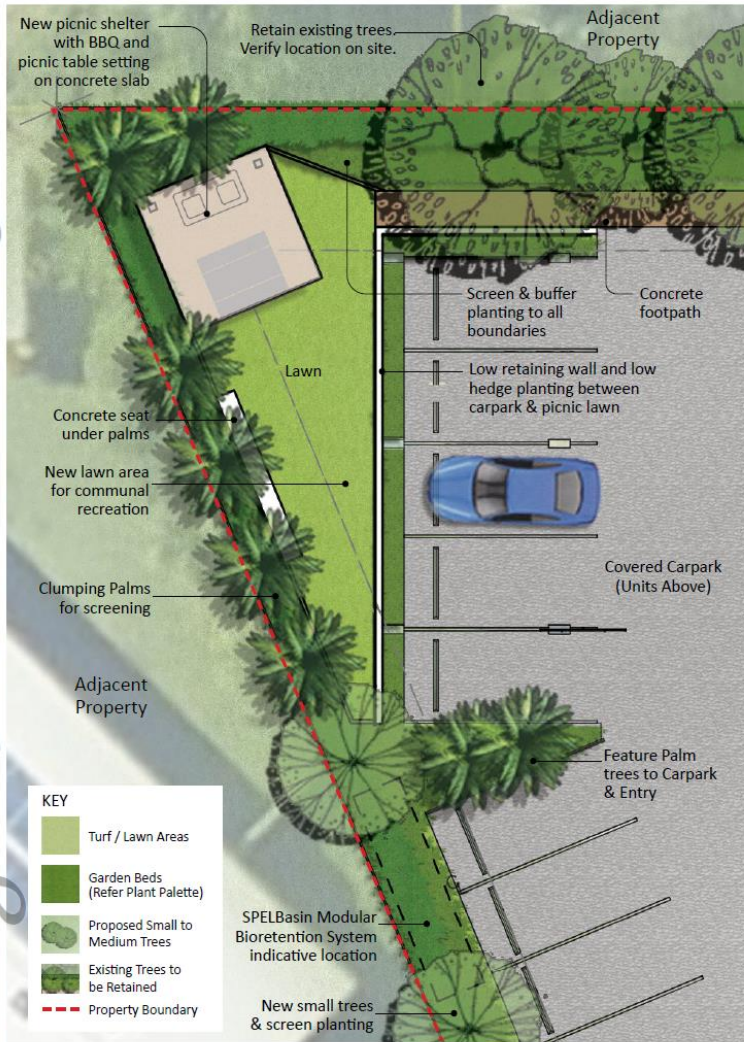 New picnic shelter
with BBQ and
picnic table setting
on concrete slab
Retain existing trees.
Verify location on site.
Adjacent
Property
Screen & buffer
planting to all
boundaries
Concrete
footpath
Lawn
Low retaining wall and low
hedge planting between
carpark & picnic lawn
Concrete seat
under palms
New lawn area
for communal
recreation
Covered Carpark
(Units Above)
Clumping Palms
for screening
Adjacent
Property
Feature Palm
trees to Carpark
& Entry
KEY
Turf / Lawn Areas
Garden Beds
(Refer Plant Palette)
Proposed Small to
Medium Trees
Existing Trees to
be Retained
Property Boundary
SPELBasin Modular
Bioretention System
indicative location
New small trees
& screen planting